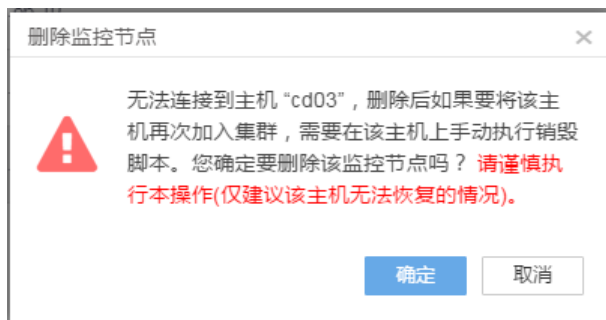 删除监控节点
无法连接到主机 “cd03”，删除后如果要将该主
机再次加入集群，需要在该主机上手动执行销毁
脚本。您确定要删除该监控节点吗？请谨慎执
行本操作(仅建议该主机无法恢复的情况)。
确定
取消